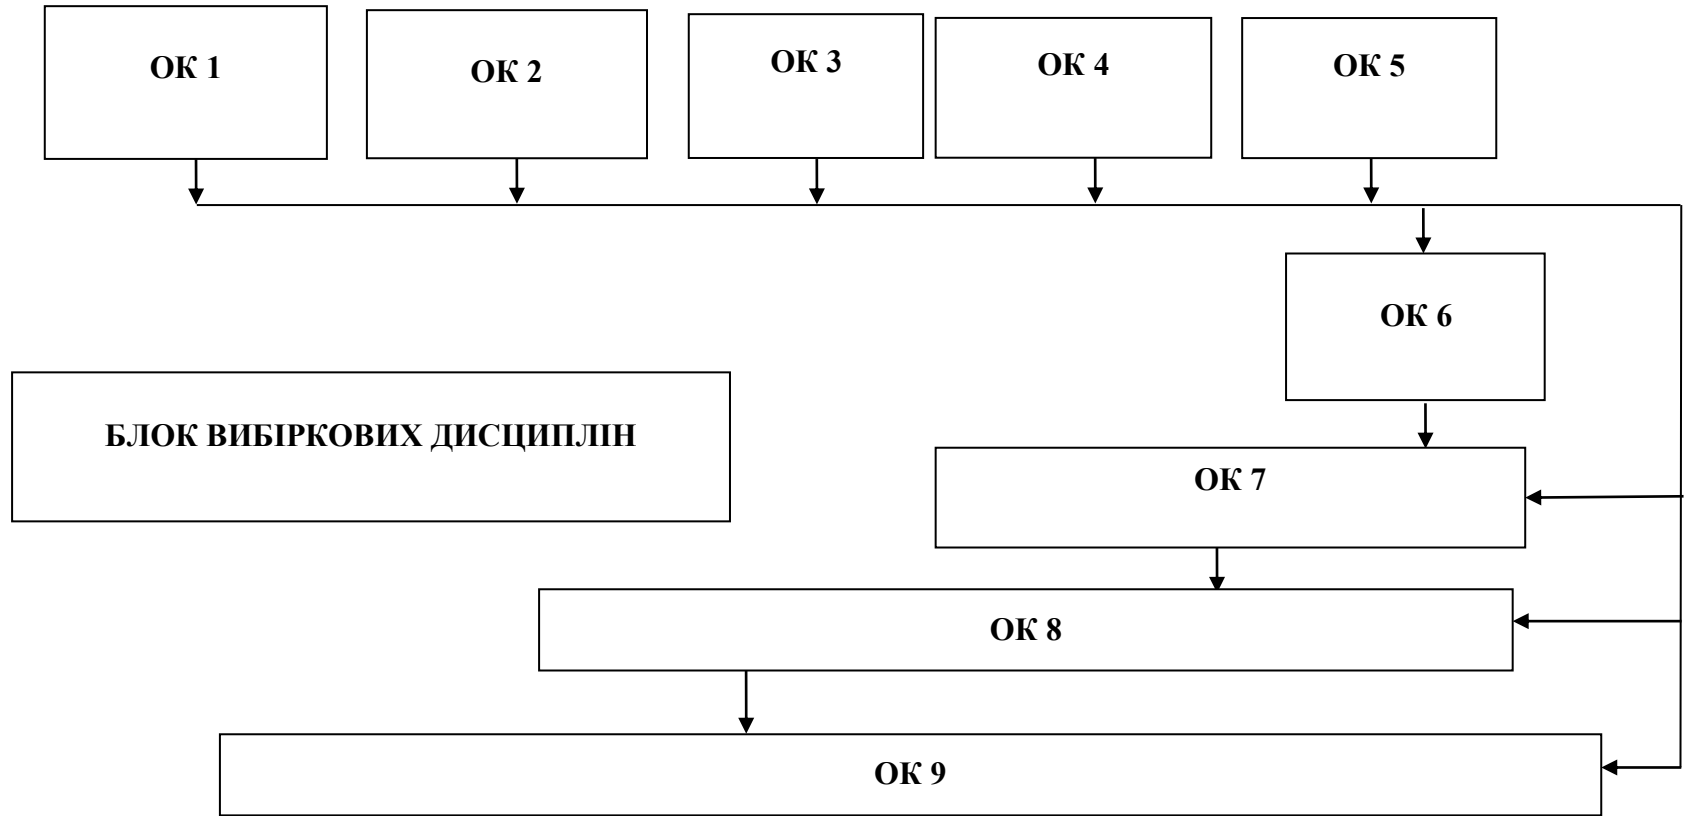 ОК 1
ОК 2
ОК 3
ОК 4
ОК 5
ОК 6
БЛОК ВИБІРКОВИХ ДИСЦИПЛІН
ОК 7
ОК 8
ОК 9